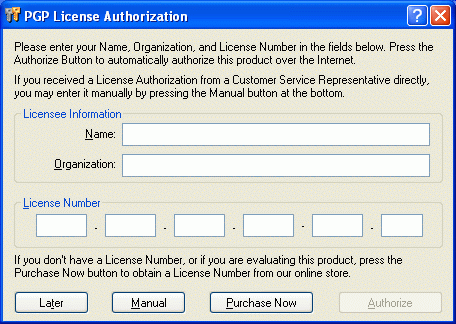 PGP License Authorization
Please enter your Name, Organization, and License Number in the fields below. Press the
Authorize Button to automatically authorize this product over the Internet.
If you received a License Authorization from a Customer Service Representative directly,
you may enter it manually by pressing the Manual button at the bottom.
Licensee Information
Name:
Organization:
License Number
- - - - -
If you don't have a License Number, or if you are evaluating this product, press the
Purchase Now button to obtain a License Number from our online store.
Later Manual Purchase Now Authorize